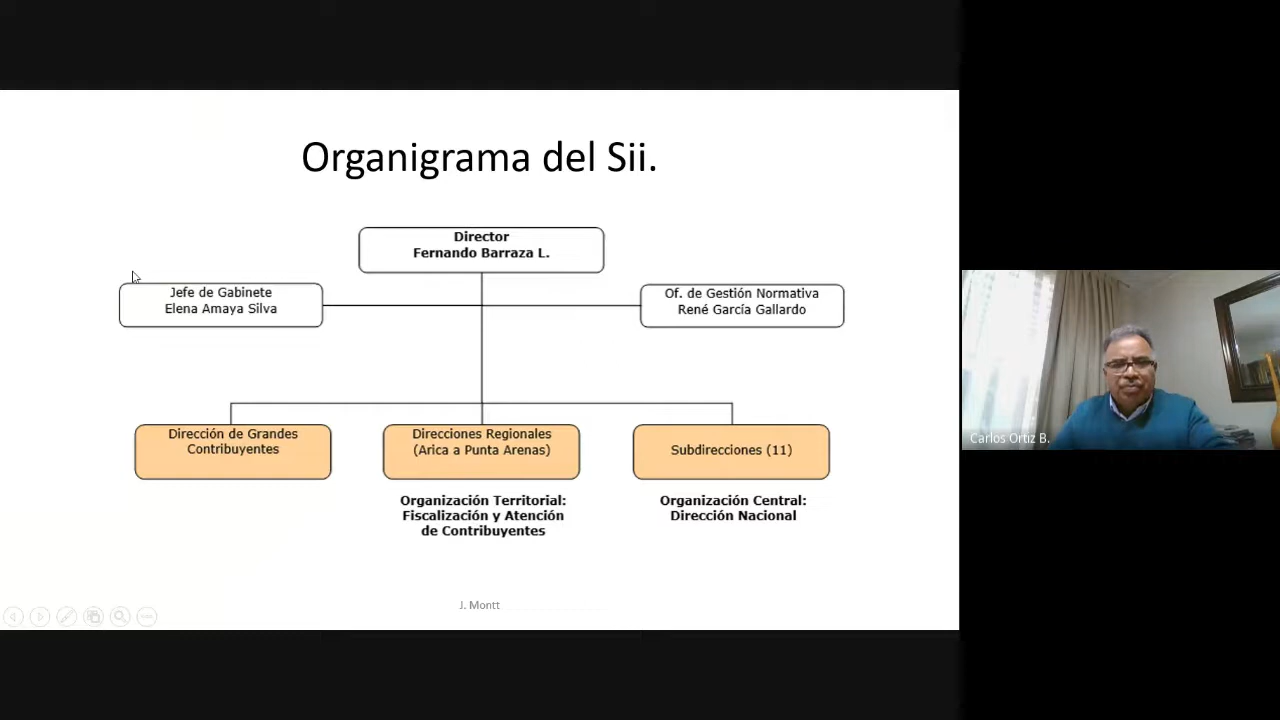 Organigrama del Sii.
Director
Fernando Barraza L.
Jefe de Gabinete
Elena Amaya Silva
Of. de Gestión Normativa
René García Gallardo
Dirección de Grandes
Contribuyentes
Direcciones Regionales
(Arica a Punta Arenas)
Subdirecciones (11)
Organización Territorial:
Fiscalización y Atención
de Contribuyentes
Organización Central:
Dirección Nacional
J. Montt
Carlos Ortiz B.